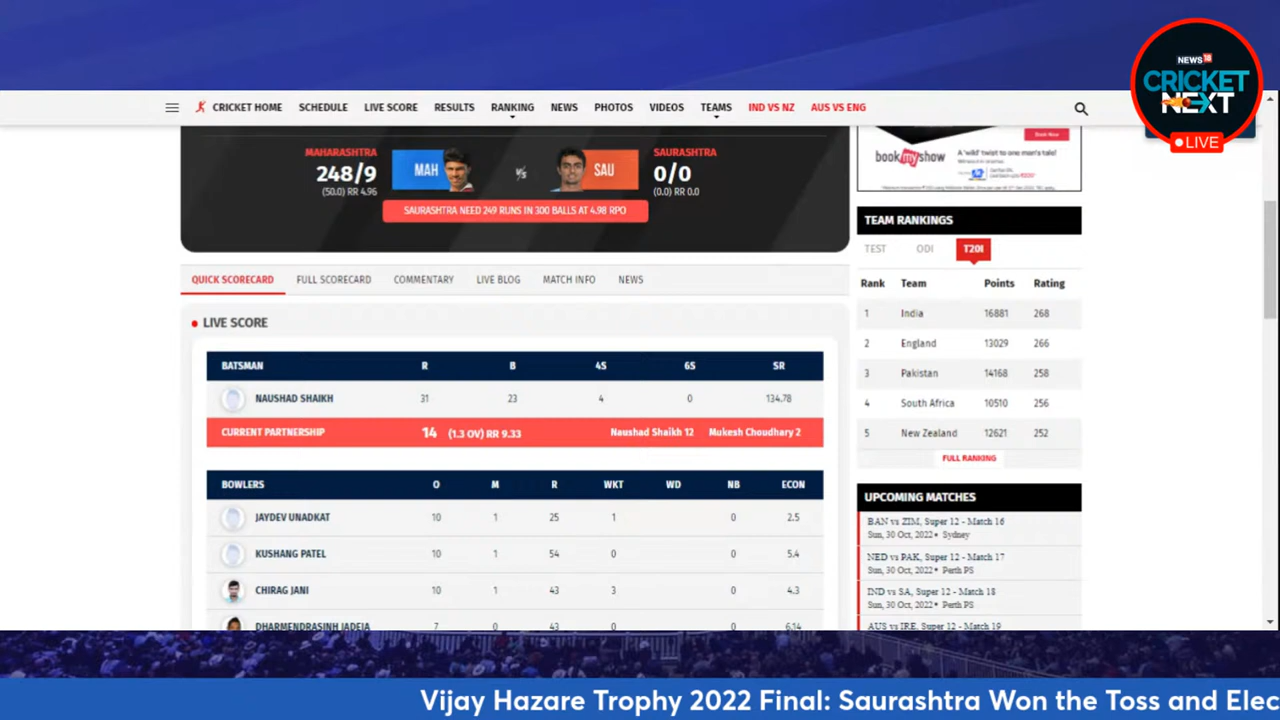 NEWS18
CRICKET
NEXT
LIVE
CRICKET HOME SCHEDULE LIVE SCORE RESULTS RANKING NEWS PHOTOS VIDEOS TEAMS IND VS NZ AUS VS ENG
MAHARASHTRA
248/9
(50.0) RR 4.96
MAH
VS
SAU
SAURASHTRA
0/0
(0.0) RR 0.0
SAURASHTRA NEED 249 RUNS IN 300 BALLS AT 4.98 RPO
Book Now
bookmyshow
A 'wild' twist to one man's tale!
QUICK SCORECARD FULL SCORECARD COMMENTARY LIVE BLOG MATCH INFO NEWS
LIVE SCORE
BATSMAN R B 4S 6S SR
NAUSHAD SHAIKH 31 23 4 0 134.78
CURRENT PARTNERSHIP 14 (1.3 OV) RR 9.33 Naushad Shaikh 12 Mukesh Choudhary 2
BOWLERS O M R WKT WD NB ECON
JAYDEV UNADKAT 10 1 25 1 0 2.5
KUSHANG PATEL 10 1 54 0 0 5.4
CHIRAG JANI 10 1 43 3 0 4.3
DHARMENDRASINH JADEJA 7 0 43 0 0 6.14
TEAM RANKINGS
TEST ODI T20I
Rank Team Points Rating
1 India 16881 268
2 England 13029 266
3 Pakistan 14168 258
4 South Africa 10510 256
5 New Zealand 12621 252
FULL RANKING
UPCOMING MATCHES
BAN vs ZIM, Super 12 - Match 16
Sun, 30 Oct, 2022• Sydney
NED vs PAK, Super 12 - Match 17
Sun, 30 Oct, 2022• Perth PS
IND vs SA, Super 12 - Match 18
Sun, 30 Oct, 2022• Perth PS
AUS vs IRE, Super 12 - Match 19
Vijay Hazare Trophy 2022 Final: Saurashtra Won the Toss and Elec